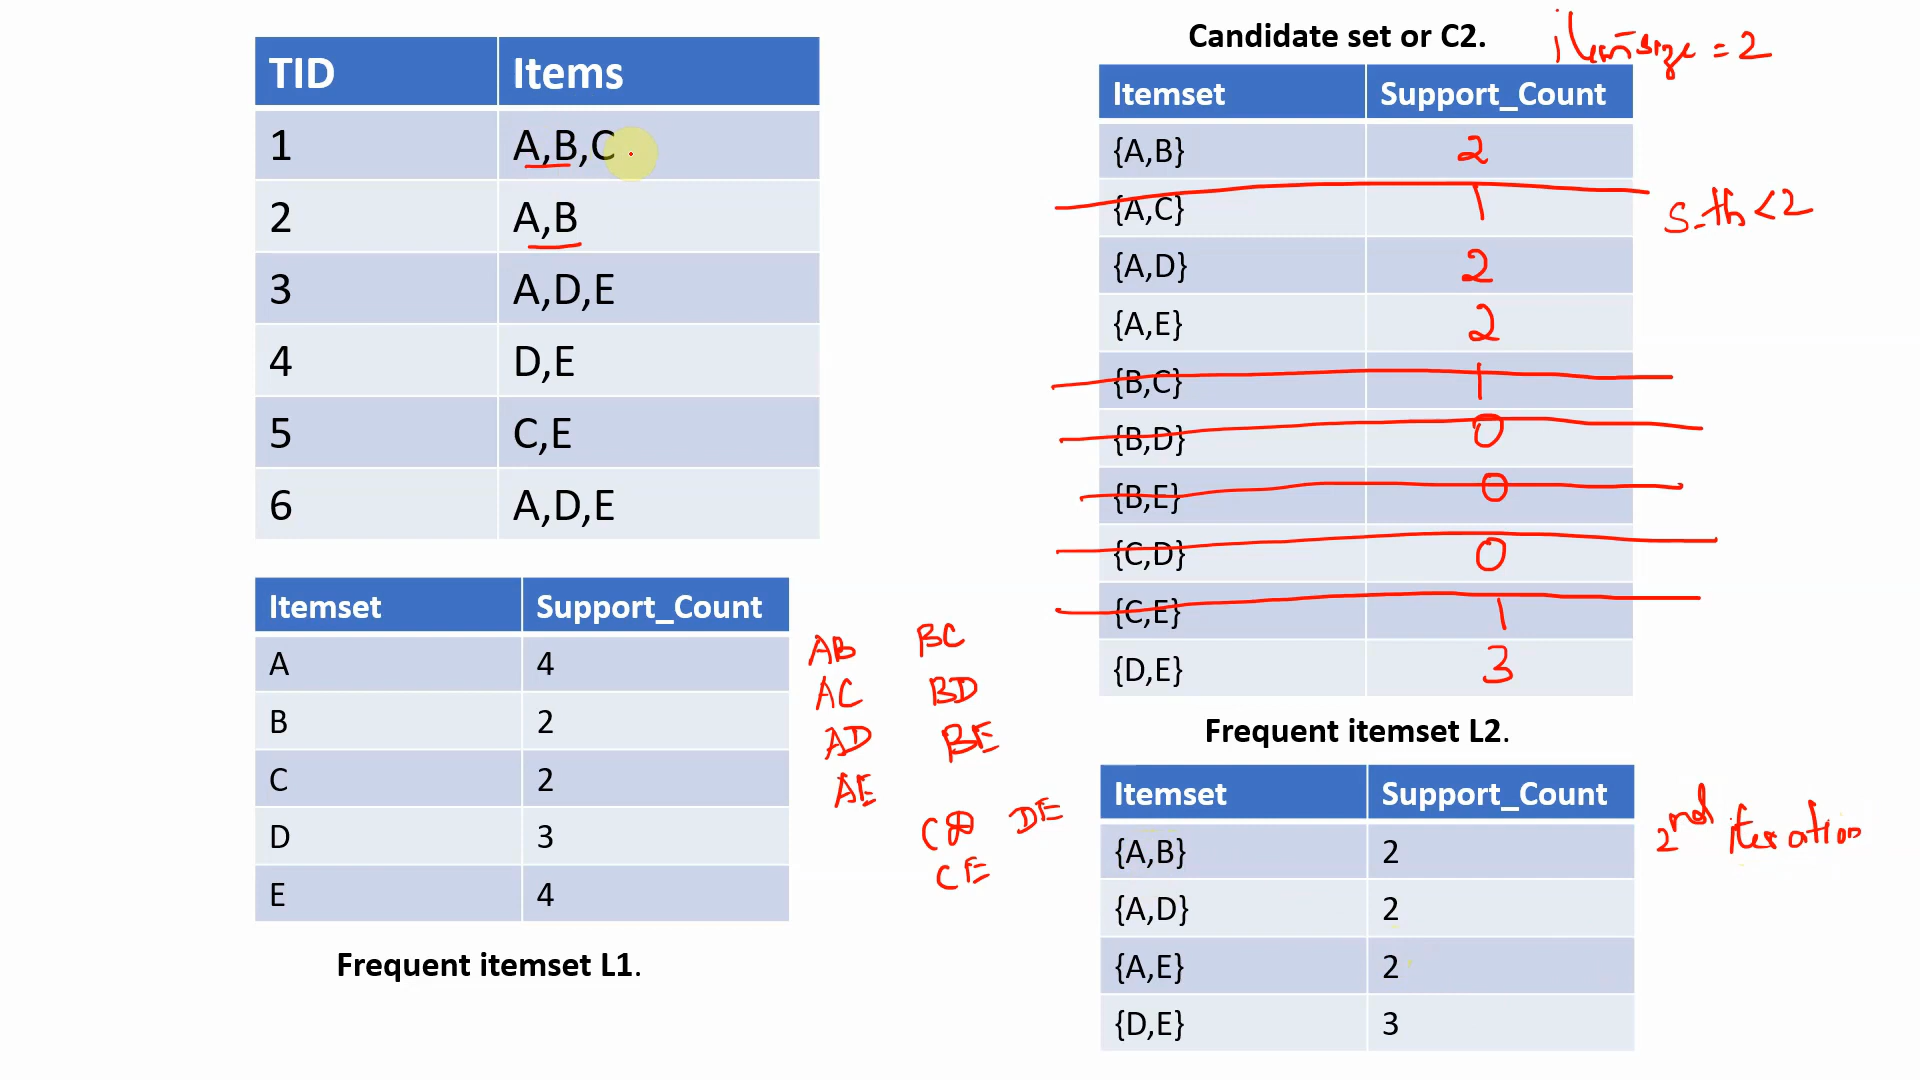 TID Items
1 A,B,C
2 A,B
3 A,D,E
4 D,E
5 C,E
6 A,D,E
Itemset Support_Count
A 4
B 2
C 2
D 3
E 4
Frequent itemset L1.
AB BC
AC BD
AD BE
AE
CD DE
CE
Candidate set or C2.
itemsize = 2
Itemset Support_Count
{A,B} 2
{A,C} 1
S-th < 2
{A,D} 2
{A,E} 2
{B,C} 1
{B,D} 0
{B,E} 0
{C,D} 0
{C,E} 1
{D,E} 3
Frequent itemset L2.
Itemset Support_Count
{A,B} 2
{A,D} 2
{A,E} 2
{D,E} 3
2nd iteration